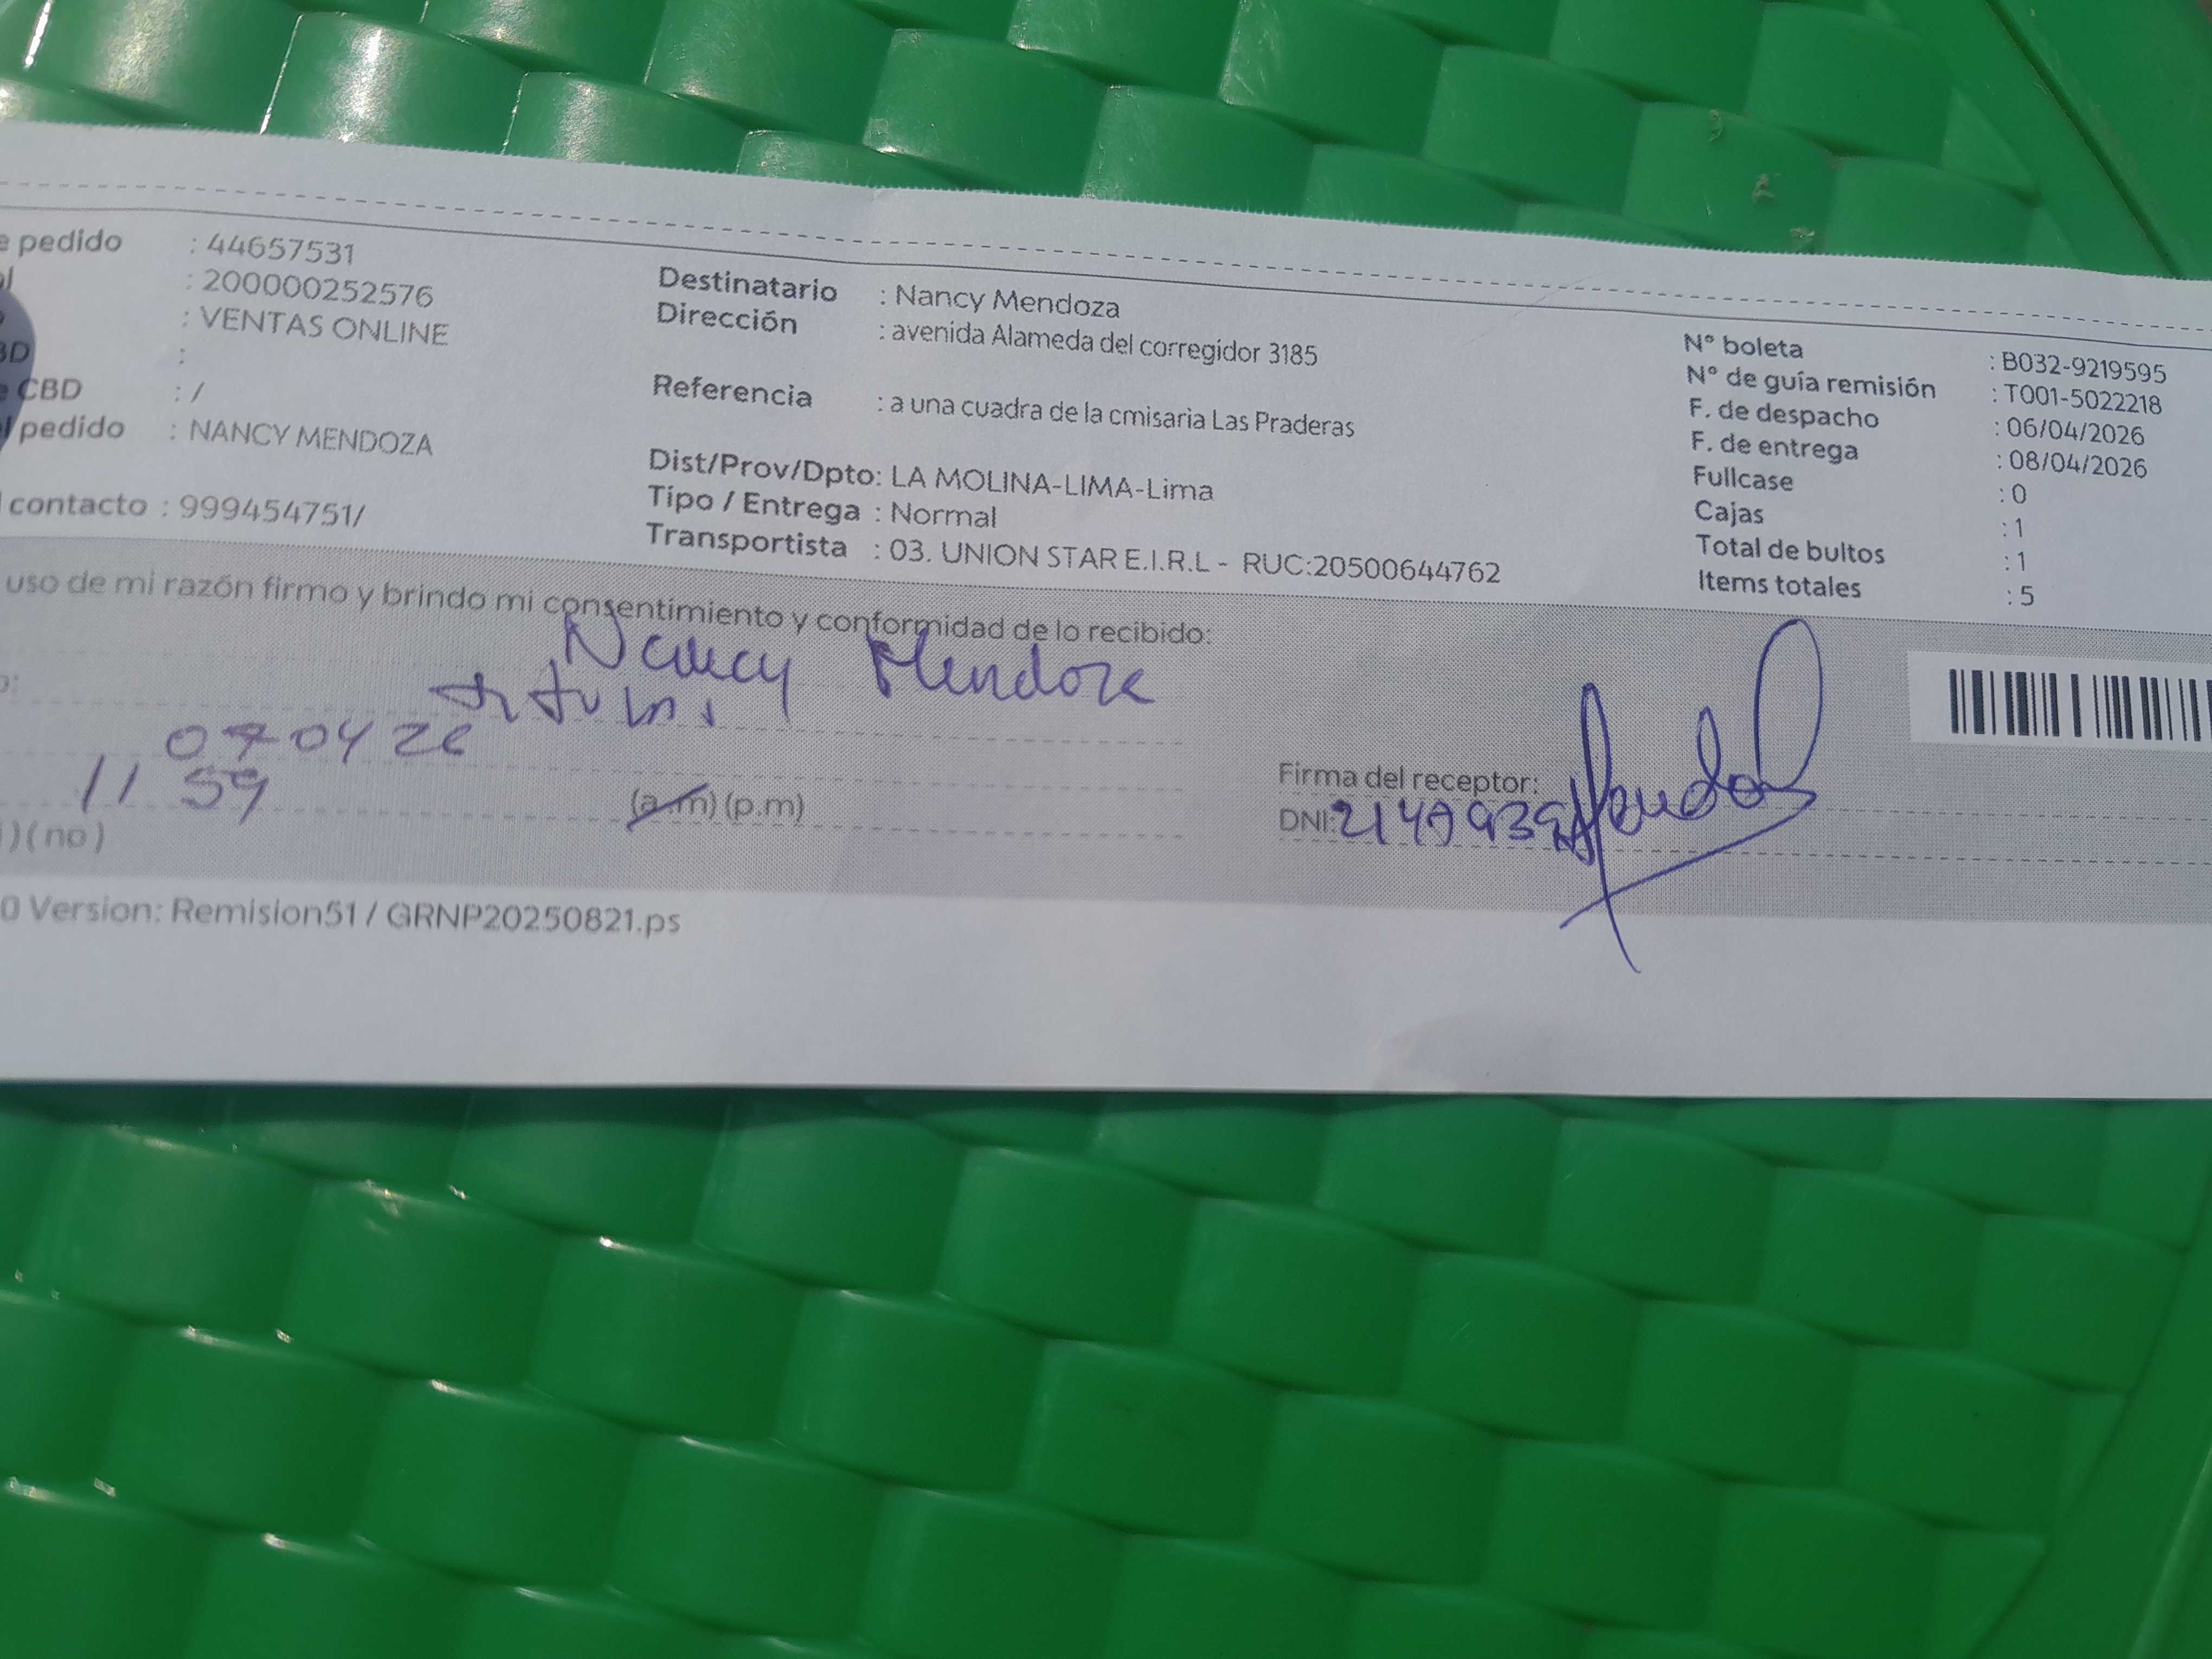 e pedido : 44657531
: 200000252576
: VENTAS ONLINE
BD :
e CBD : /
l pedido : NANCY MENDOZA
contacto : 999454751/
Destinatario : Nancy Mendoza
Dirección : avenida Alameda del corregidor 3185
Referencia : a una cuadra de la cmisaria Las Praderas
Dist/Prov/Dpto: LA MOLINA-LIMA-Lima
Tipo / Entrega : Normal
Transportista : 03. UNION STAR E.I.R.L - RUC:20500644762
N° boleta : B032-9219595
N° de guía remisión : T001-5022218
F. de despacho : 06/04/2026
F. de entrega : 08/04/2026
Fullcase : 0
Cajas : 1
Total de bultos : 1
Items totales : 5
uso de mi razón firmo y brindo mi consentimiento y conformidad de lo recibido:
Nancy Mendoza
070426
11 59 (a.m) (p.m)
) ( no )
Firma del receptor:
DNI:
0 Version: Remision51 / GRNP20250821.ps